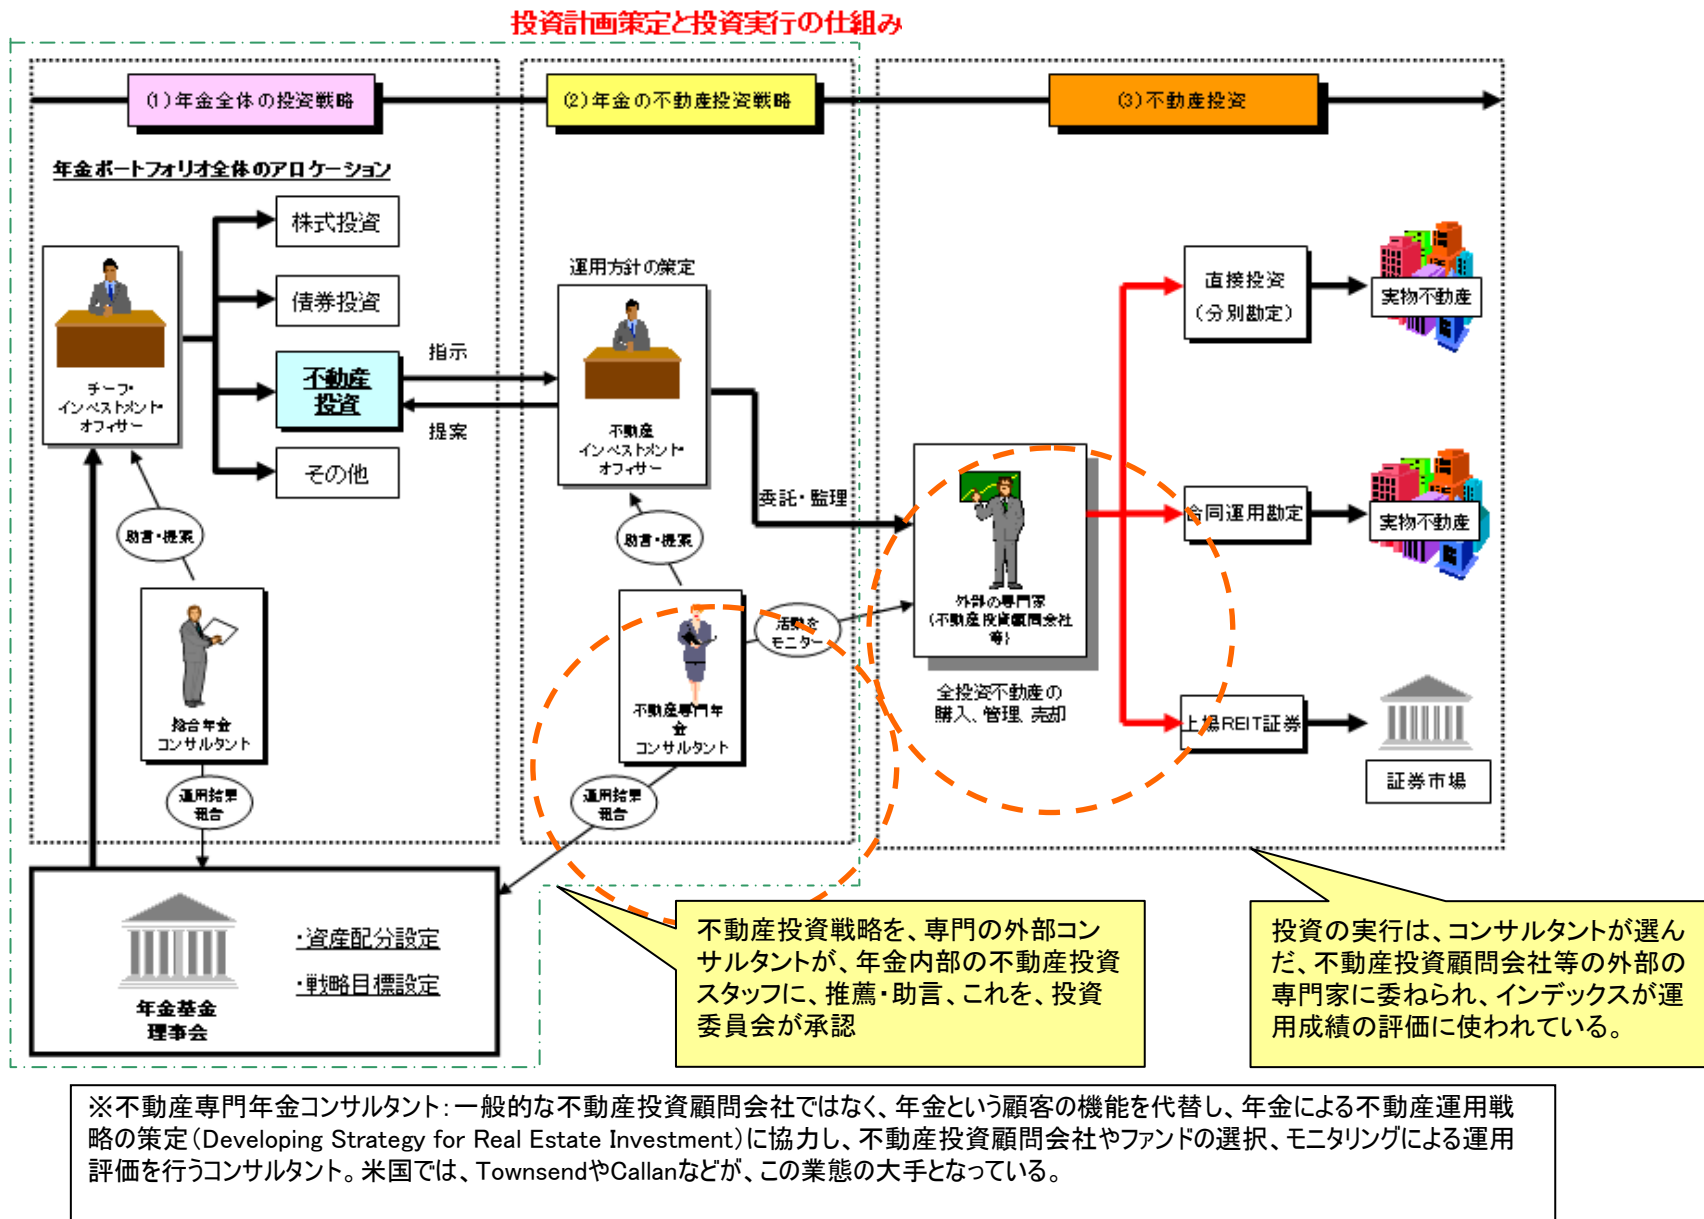 投資計画策定と投資実行の仕組み
(1)年金全体の投資戦略
(2)年金の不動産投資戦略
(3)不動産投資
年金ポートフォリオ全体のアロケーション
株式投資
債券投資
不動産
投資
その他
チーフ・
インベストメント・
オフィサー
指示
提案
運用方針の策定
不動産
インベストメント・
オフィサー
委託・監理
助言・提案
助言・提案
総合年金
コンサルタント
不動産専門年
金
コンサルタント
活動を
モニター
運用結果
報告
運用結果
報告
外部の専門家
(不動産投資顧問会社
等)
全投資不動産の
購入、管理、売却
直接投資
(分別勘定)
実物不動産
合同運用勘定
実物不動産
上場REIT証券
証券市場
年金基金
理事会
・資産配分設定
・戦略目標設定
不動産投資戦略を、専門の外部コン
サルタントが、年金内部の不動産投資
スタッフに、推薦・助言、これを、投資
委員会が承認
投資の実行は、コンサルタントが選ん
だ、不動産投資顧問会社等の外部の
専門家に委ねられ、インデックスが運
用成績の評価に使われている。
※不動産専門年金コンサルタント：一般的な不動産投資顧問会社ではなく、年金という顧客の機能を代替し、年金による不動産運用戦
略の策定(Developing Strategy for Real Estate Investment)に協力し、不動産投資顧問会社やファンドの選択、モニタリングによる運用
評価を行うコンサルタント。米国では、TownsendやCallanなどが、この業態の大手となっている。